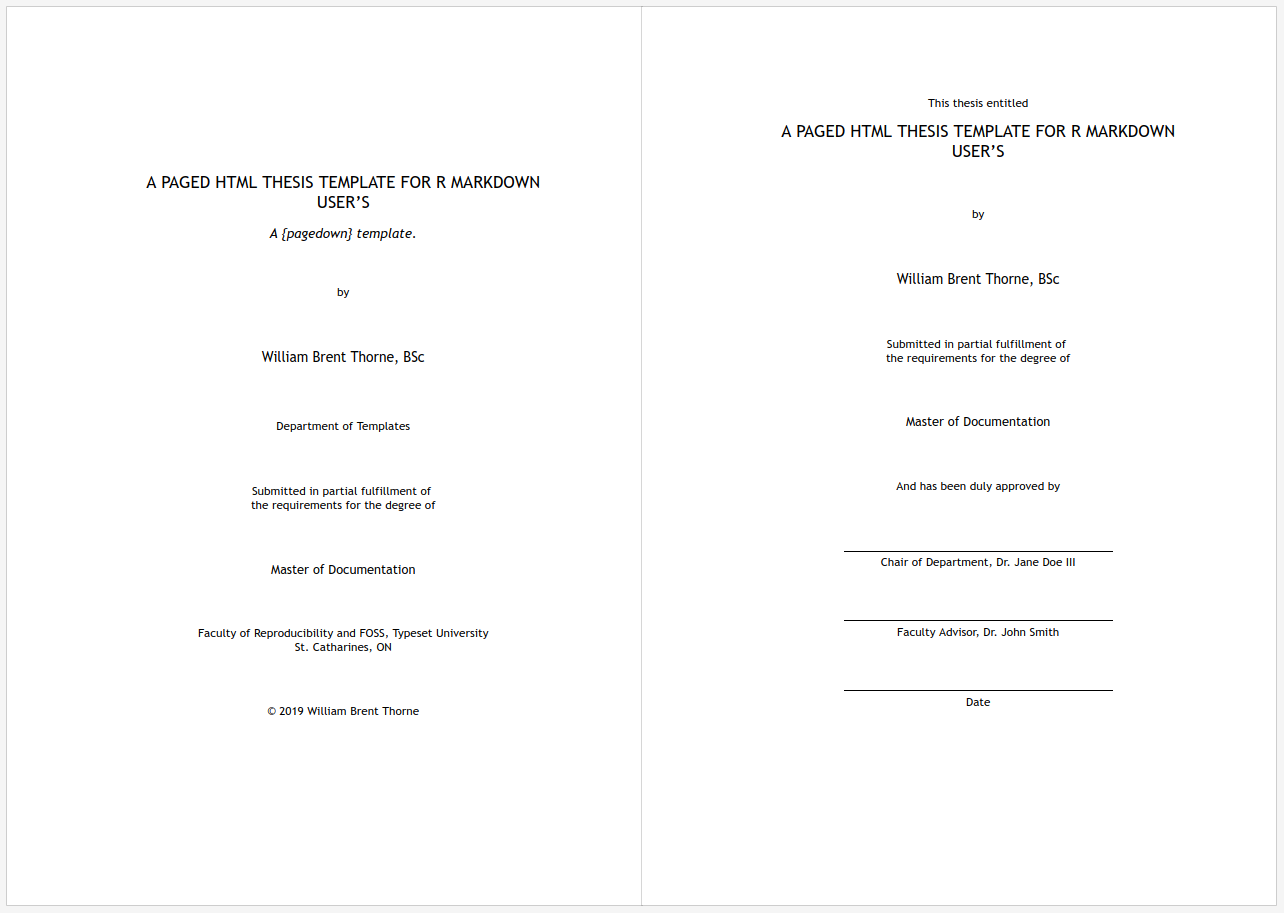 A PAGED HTML THESIS TEMPLATE FOR R MARKDOWN
USER’S
A {pagedown} template.
by
William Brent Thorne, BSc
Department of Templates
Submitted in partial fulfillment of
the requirements for the degree of
Master of Documentation
Faculty of Reproducibility and FOSS, Typeset University
St. Catharines, ON
© 2019 William Brent Thorne
This thesis entitled
A PAGED HTML THESIS TEMPLATE FOR R MARKDOWN
USER’S
by
William Brent Thorne, BSc
Submitted in partial fulfillment of
the requirements for the degree of
Master of Documentation
And has been duly approved by
Chair of Department, Dr. Jane Doe III
Faculty Advisor, Dr. John Smith
Date